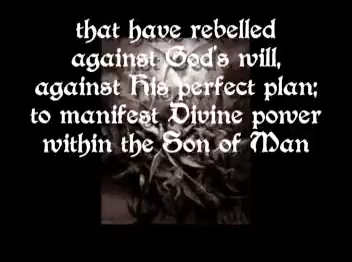 that have rebelled
against God's will,
against His perfect plan;
to manifest Divine power
within the Son of Man